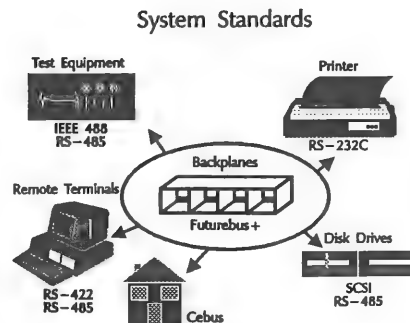 System Standards
Test Equipment
IEEE 488
RS-485
Printer
RS-232C
Backplanes
Futurebus+
Remote Terminals
RS-422
RS-485
Disk Drives
SCSI
RS-485
Cebus